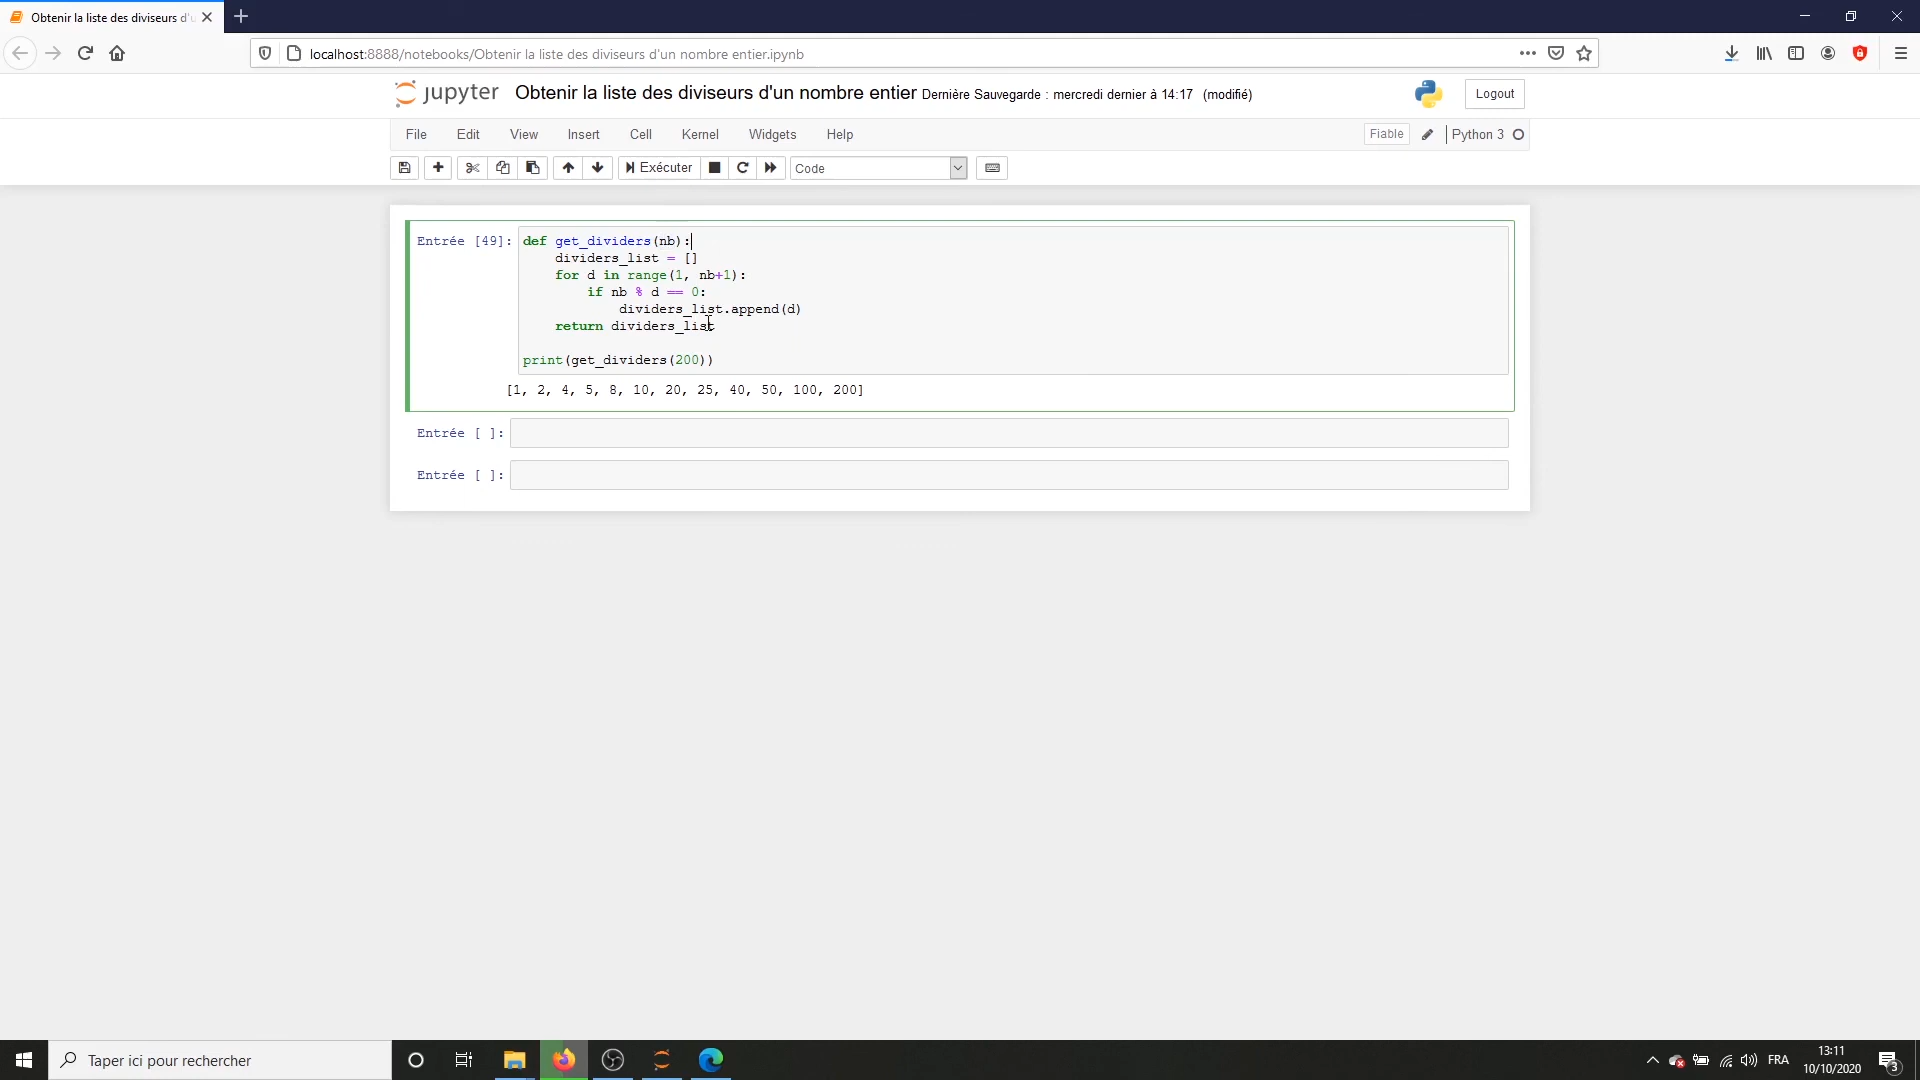 Obtenir la liste des diviseurs d'u
localhost:8888/notebooks/Obtenir la liste des diviseurs d'un nombre entier.ipynb
jupyter Obtenir la liste des diviseurs d'un nombre entier Dernière Sauvegarde : mercredi dernier à 14:17 (modifié) Logout
File Edit View Insert Cell Kernel Widgets Help Fiable Python 3
Exécuter Code
Entrée [49]: def get_dividers(nb):
    dividers_list = []
    for d in range(1, nb+1):
        if nb % d == 0:
            dividers_list.append(d)
    return dividers_list
print(get_dividers(200))
[1, 2, 4, 5, 8, 10, 20, 25, 40, 50, 100, 200]
Entrée [ ]:
Entrée [ ]:
Taper ici pour rechercher
FRA
13:11
10/10/2020
3